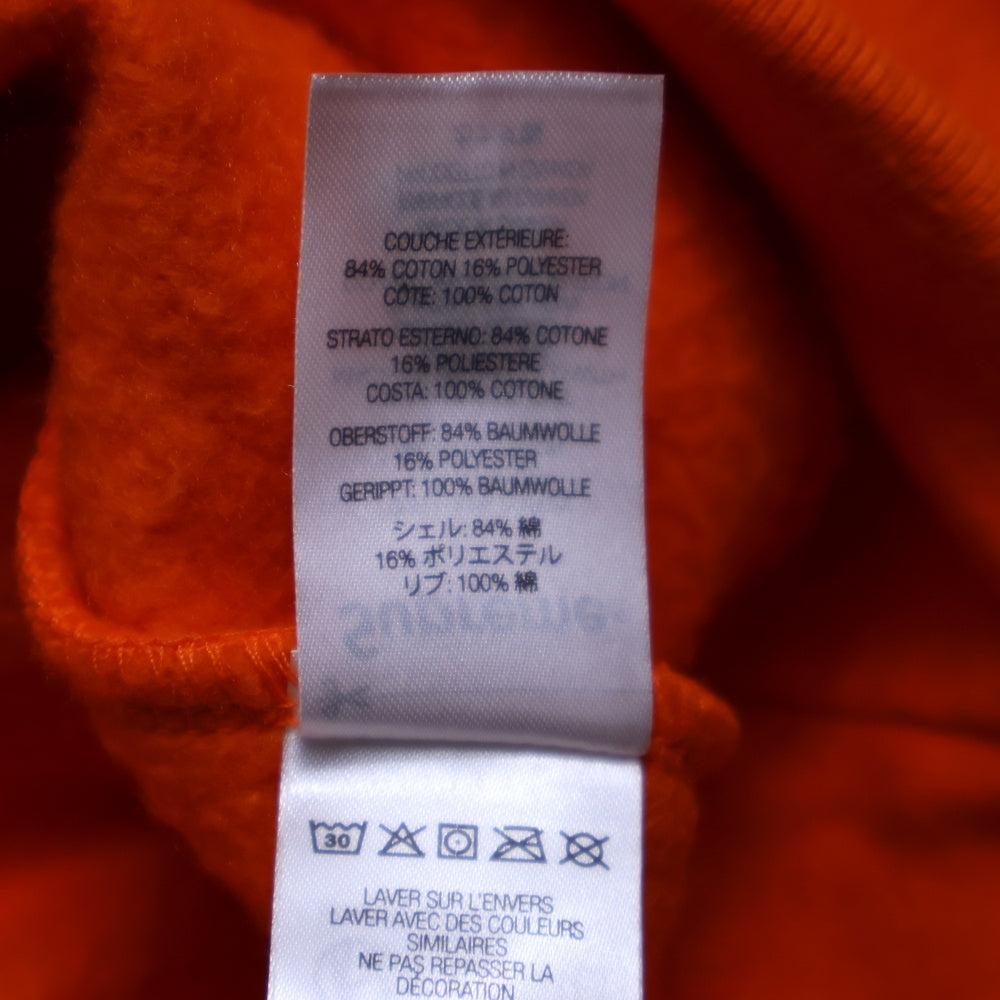 COUCHE EXTÉRIEURE:
84% COTON 16% POLYESTER
CÔTE: 100% COTON
STRATO ESTERNO: 84% COTONE
16% POLIESTERE
COSTA: 100% COTONE
OBERSTOFF: 84% BAUMWOLLE
16% POLYESTER
GERIPPT: 100% BAUMWOLLE
シェル: 84% 綿
16% ポリエステル
リブ: 100% 綿
Supreme
30
LAVER SUR L'ENVERS
LAVER AVEC DES COULEURS
SIMILAIRES
NE PAS REPASSER LA
DÉCORATION